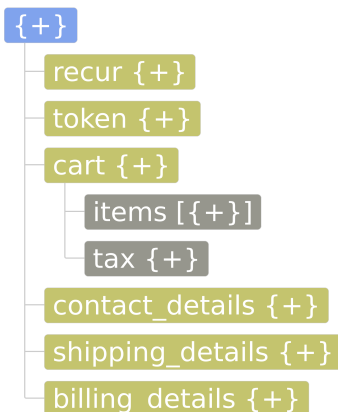 {+}
recur {+}
token {+}
cart {+}
items [{+}]
tax {+}
contact_details {+}
shipping_details {+}
billing_details {+}